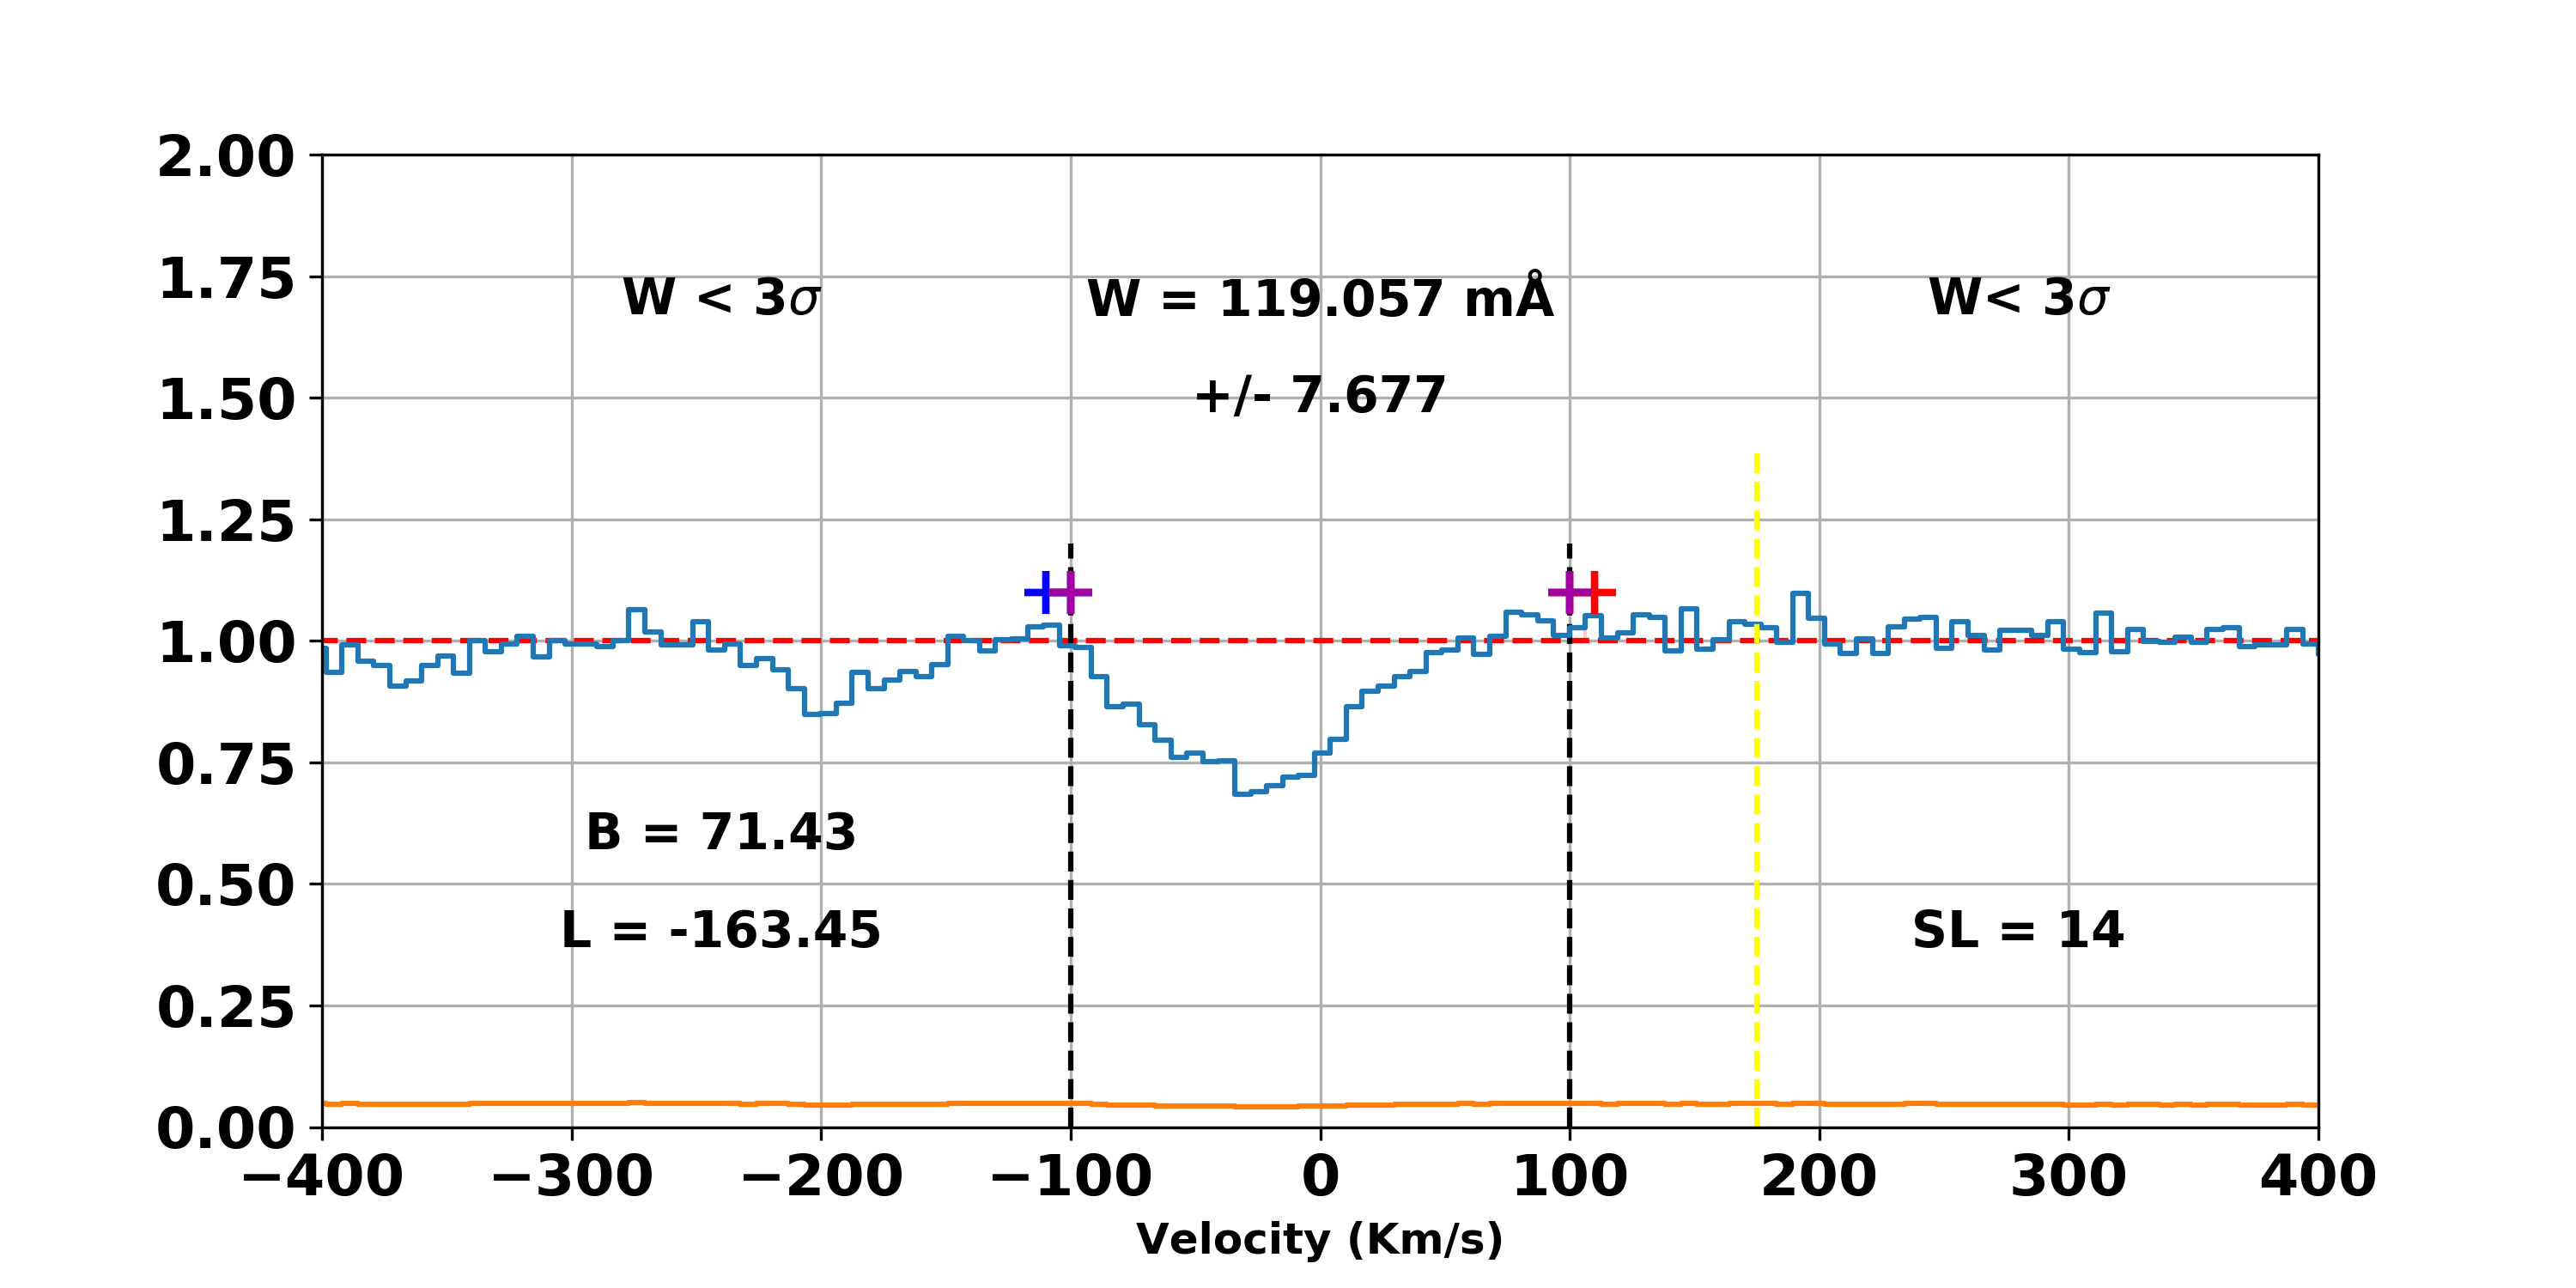 2.00
1.75
1.50
1.25
1.00
0.75
0.50
0.25
0.00
W < 3σ
W = 119.057 mÅ
+/- 7.677
W< 3σ
B = 71.43
L = -163.45
SL = 14
−400 −300 −200 −100 0 100 200 300 400
Velocity (Km/s)